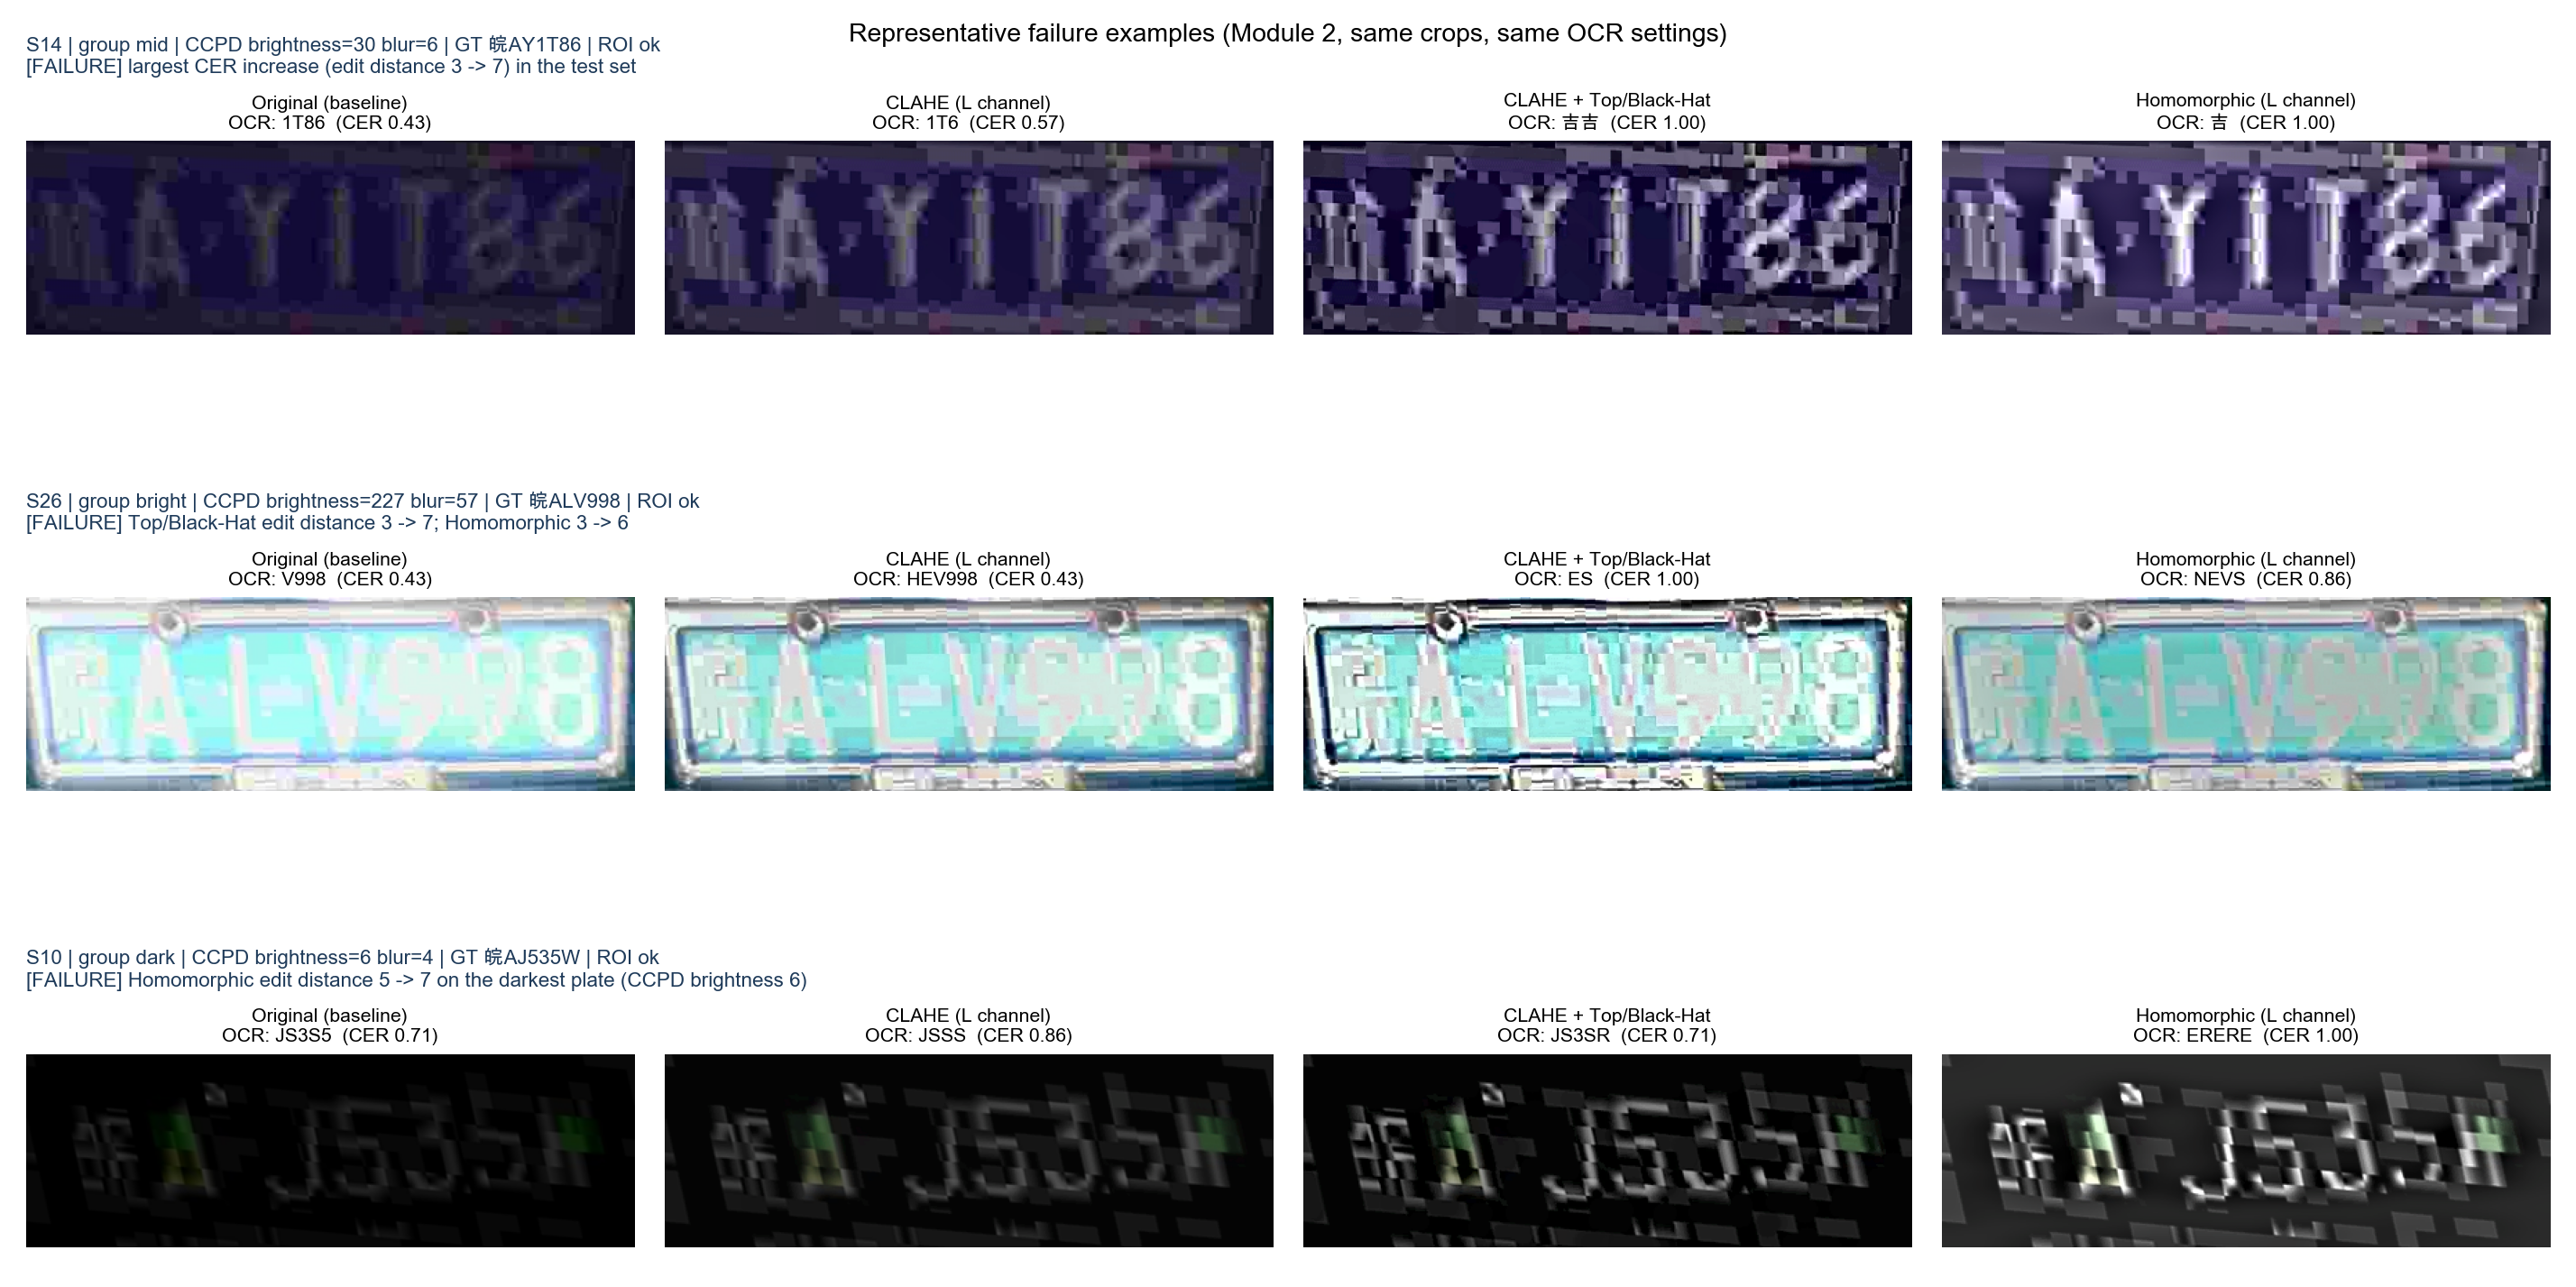 Representative failure examples (Module 2, same crops, same OCR settings)
S14 | group mid | CCPD brightness=30 blur=6 | GT 皖AY1T86 | ROI ok
[FAILURE] largest CER increase (edit distance 3 -> 7) in the test set
Original (baseline)
OCR: 1T86 (CER 0.43)
CLAHE (L channel)
OCR: 1T6 (CER 0.57)
CLAHE + Top/Black-Hat
OCR: 吉吉 (CER 1.00)
Homomorphic (L channel)
OCR: 吉 (CER 1.00)
A·Y1T86
A·Y1T86
A·Y1T86
A·Y1T86
S26 | group bright | CCPD brightness=227 blur=57 | GT 皖ALV998 | ROI ok
[FAILURE] Top/Black-Hat edit distance 3 -> 7; Homomorphic 3 -> 6
Original (baseline)
OCR: V998 (CER 0.43)
CLAHE (L channel)
OCR: HEV998 (CER 0.43)
CLAHE + Top/Black-Hat
OCR: ES (CER 1.00)
Homomorphic (L channel)
OCR: NEVS (CER 0.86)
A LV998
A LV998
A LV998
A LV998
S10 | group dark | CCPD brightness=6 blur=4 | GT 皖AJ535W | ROI ok
[FAILURE] Homomorphic edit distance 5 -> 7 on the darkest plate (CCPD brightness 6)
Original (baseline)
OCR: JS3S5 (CER 0.71)
CLAHE (L channel)
OCR: JSSS (CER 0.86)
CLAHE + Top/Black-Hat
OCR: JS3SR (CER 0.71)
Homomorphic (L channel)
OCR: ERERE (CER 1.00)